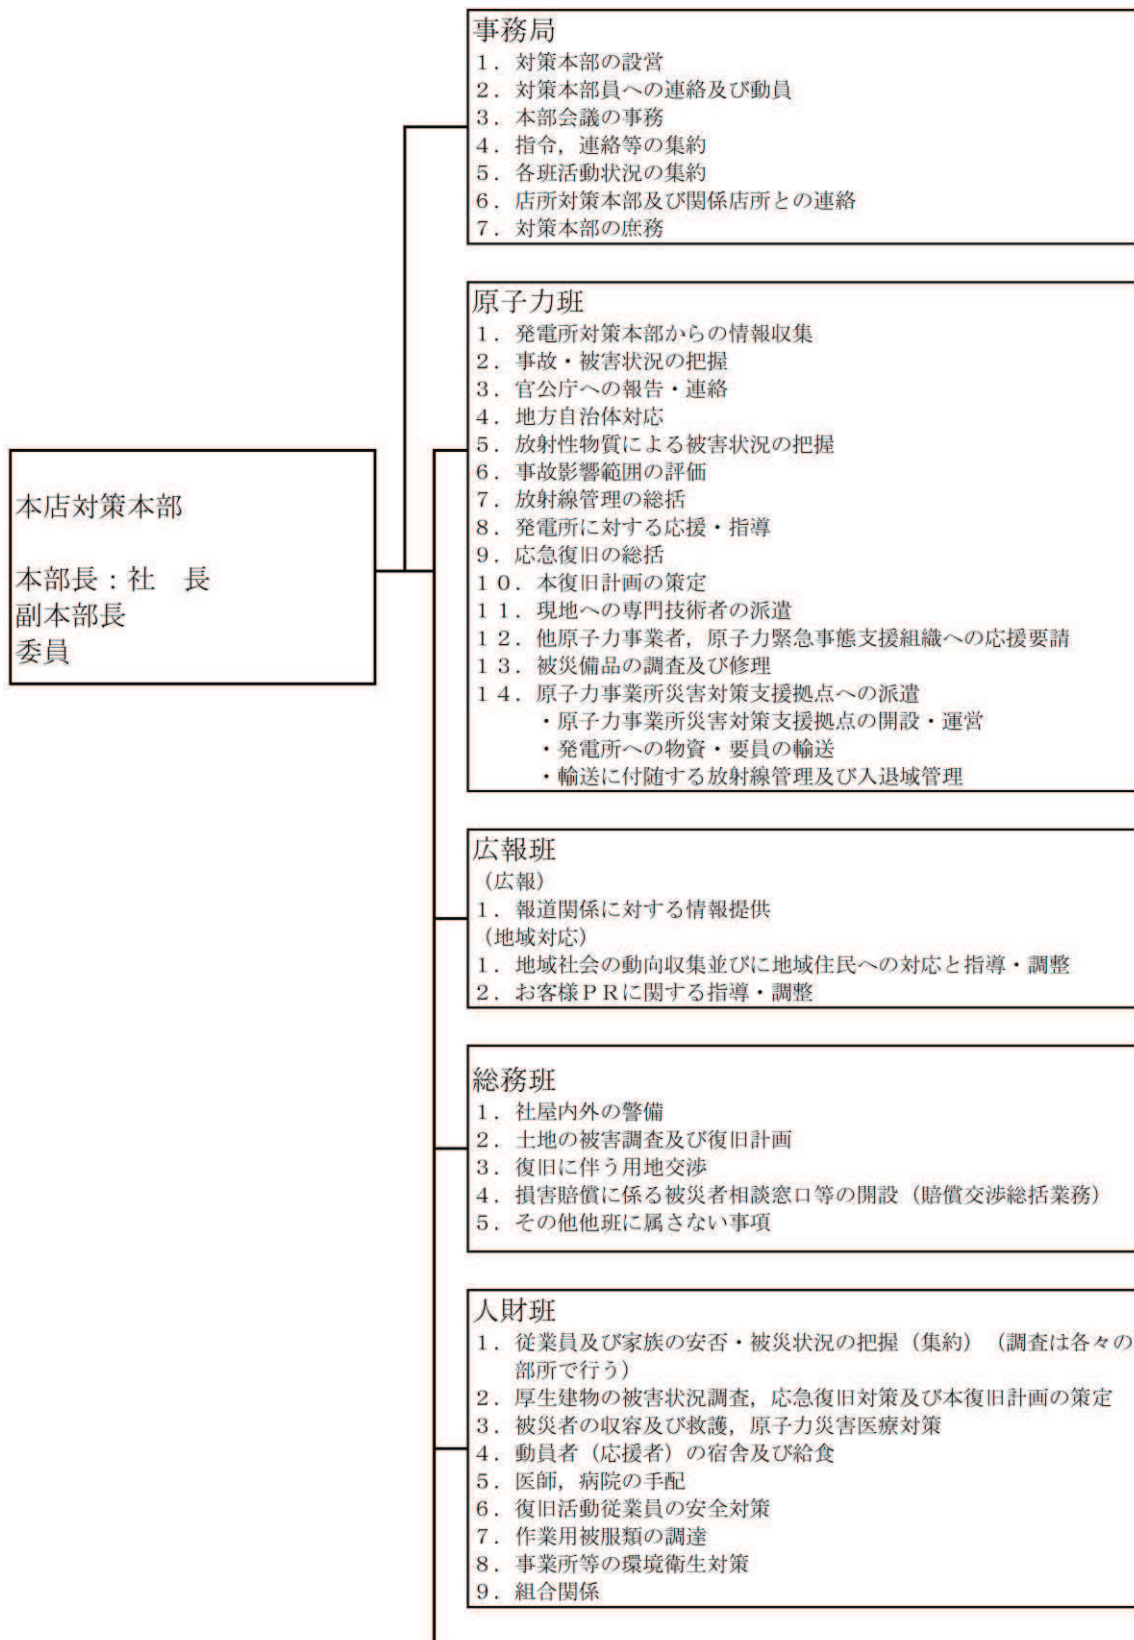 事務局
１．対策本部の設営
２．対策本部員への連絡及び動員
３．本部会議の事務
４．指令，連絡等の集約
５．各班活動状況の集約
６．店所対策本部及び関係店所との連絡
７．対策本部の庶務
原子力班
１．発電所対策本部からの情報収集
２．事故・被害状況の把握
３．官公庁への報告・連絡
４．地方自治体対応
５．放射性物質による被害状況の把握
６．事故影響範囲の評価
７．放射線管理の総括
８．発電所に対する応援・指導
９．応急復旧の総括
１０．本復旧計画の策定
１１．現地への専門技術者の派遣
１２．他原子力事業者，原子力緊急事態支援組織への応援要請
１３．被災備品の調査及び修理
１４．原子力事業所災害対策支援拠点への派遣
・原子力事業所災害対策支援拠点の開設・運営
・発電所への物資・要員の輸送
・輸送に付随する放射線管理及び入退域管理
本店対策本部
本部長：社　長
副本部長
委員
広報班
（広報）
１．報道関係に対する情報提供
（地域対応）
１．地域社会の動向収集並びに地域住民への対応と指導・調整
２．お客様ＰＲに関する指導・調整
総務班
１．社屋内外の警備
２．土地の被害調査及び復旧計画
３．復旧に伴う用地交渉
４．損害賠償に係る被災者相談窓口等の開設（賠償交渉総括業務）
５．その他他班に属さない事項
人財班
１．従業員及び家族の安否・被災状況の把握（集約）（調査は各々の
部所で行う）
２．厚生建物の被害状況調査，応急復旧対策及び本復旧計画の策定
３．被災者の収容及び救護，原子力災害医療対策
４．動員者（応援者）の宿舎及び給食
５．医師，病院の手配
６．復旧活動従業員の安全対策
７．作業用被服類の調達
８．事業所等の環境衛生対策
９．組合関係